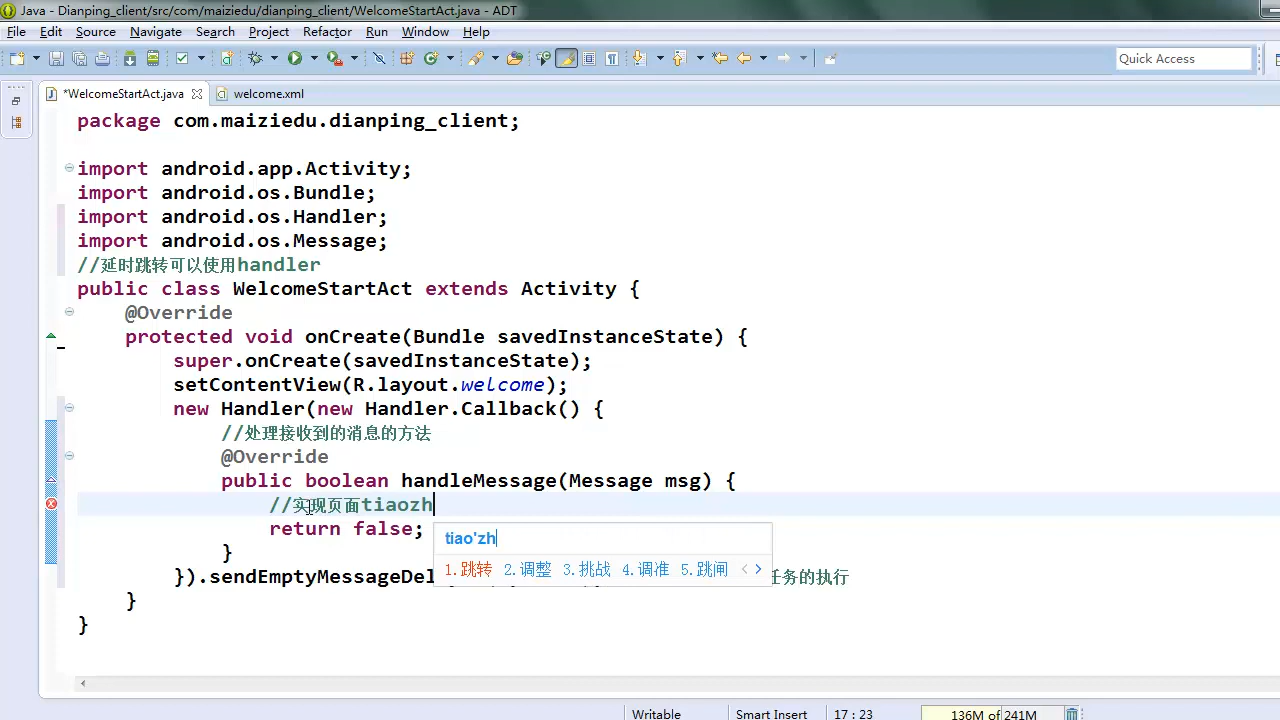 Java - Dianping_client/src/com/maiziedu/dianping_client/WelcomeStartAct.java - ADT
File Edit Source Navigate Search Project Refactor Run Window Help
Quick Access
*WelcomeStartAct.java welcome.xml
package com.maiziedu.dianping_client;
import android.app.Activity;
import android.os.Bundle;
import android.os.Handler;
import android.os.Message;
//延时跳转可以使用handler
public class WelcomeStartAct extends Activity {
@Override
protected void onCreate(Bundle savedInstanceState) {
super.onCreate(savedInstanceState);
setContentView(R.layout.welcome);
new Handler(new Handler.Callback() {
//处理接收到的消息的方法
@Override
public boolean handleMessage(Message msg) {
//实现页面tiaozh
return false;
tiao'zh
}
1.跳转 2.调整 3.挑战 4.调准 5.跳闸
}).sendEmptyMessageDel 任务的执行
}
}
Writable Smart Insert 17 : 23 136M of 241M